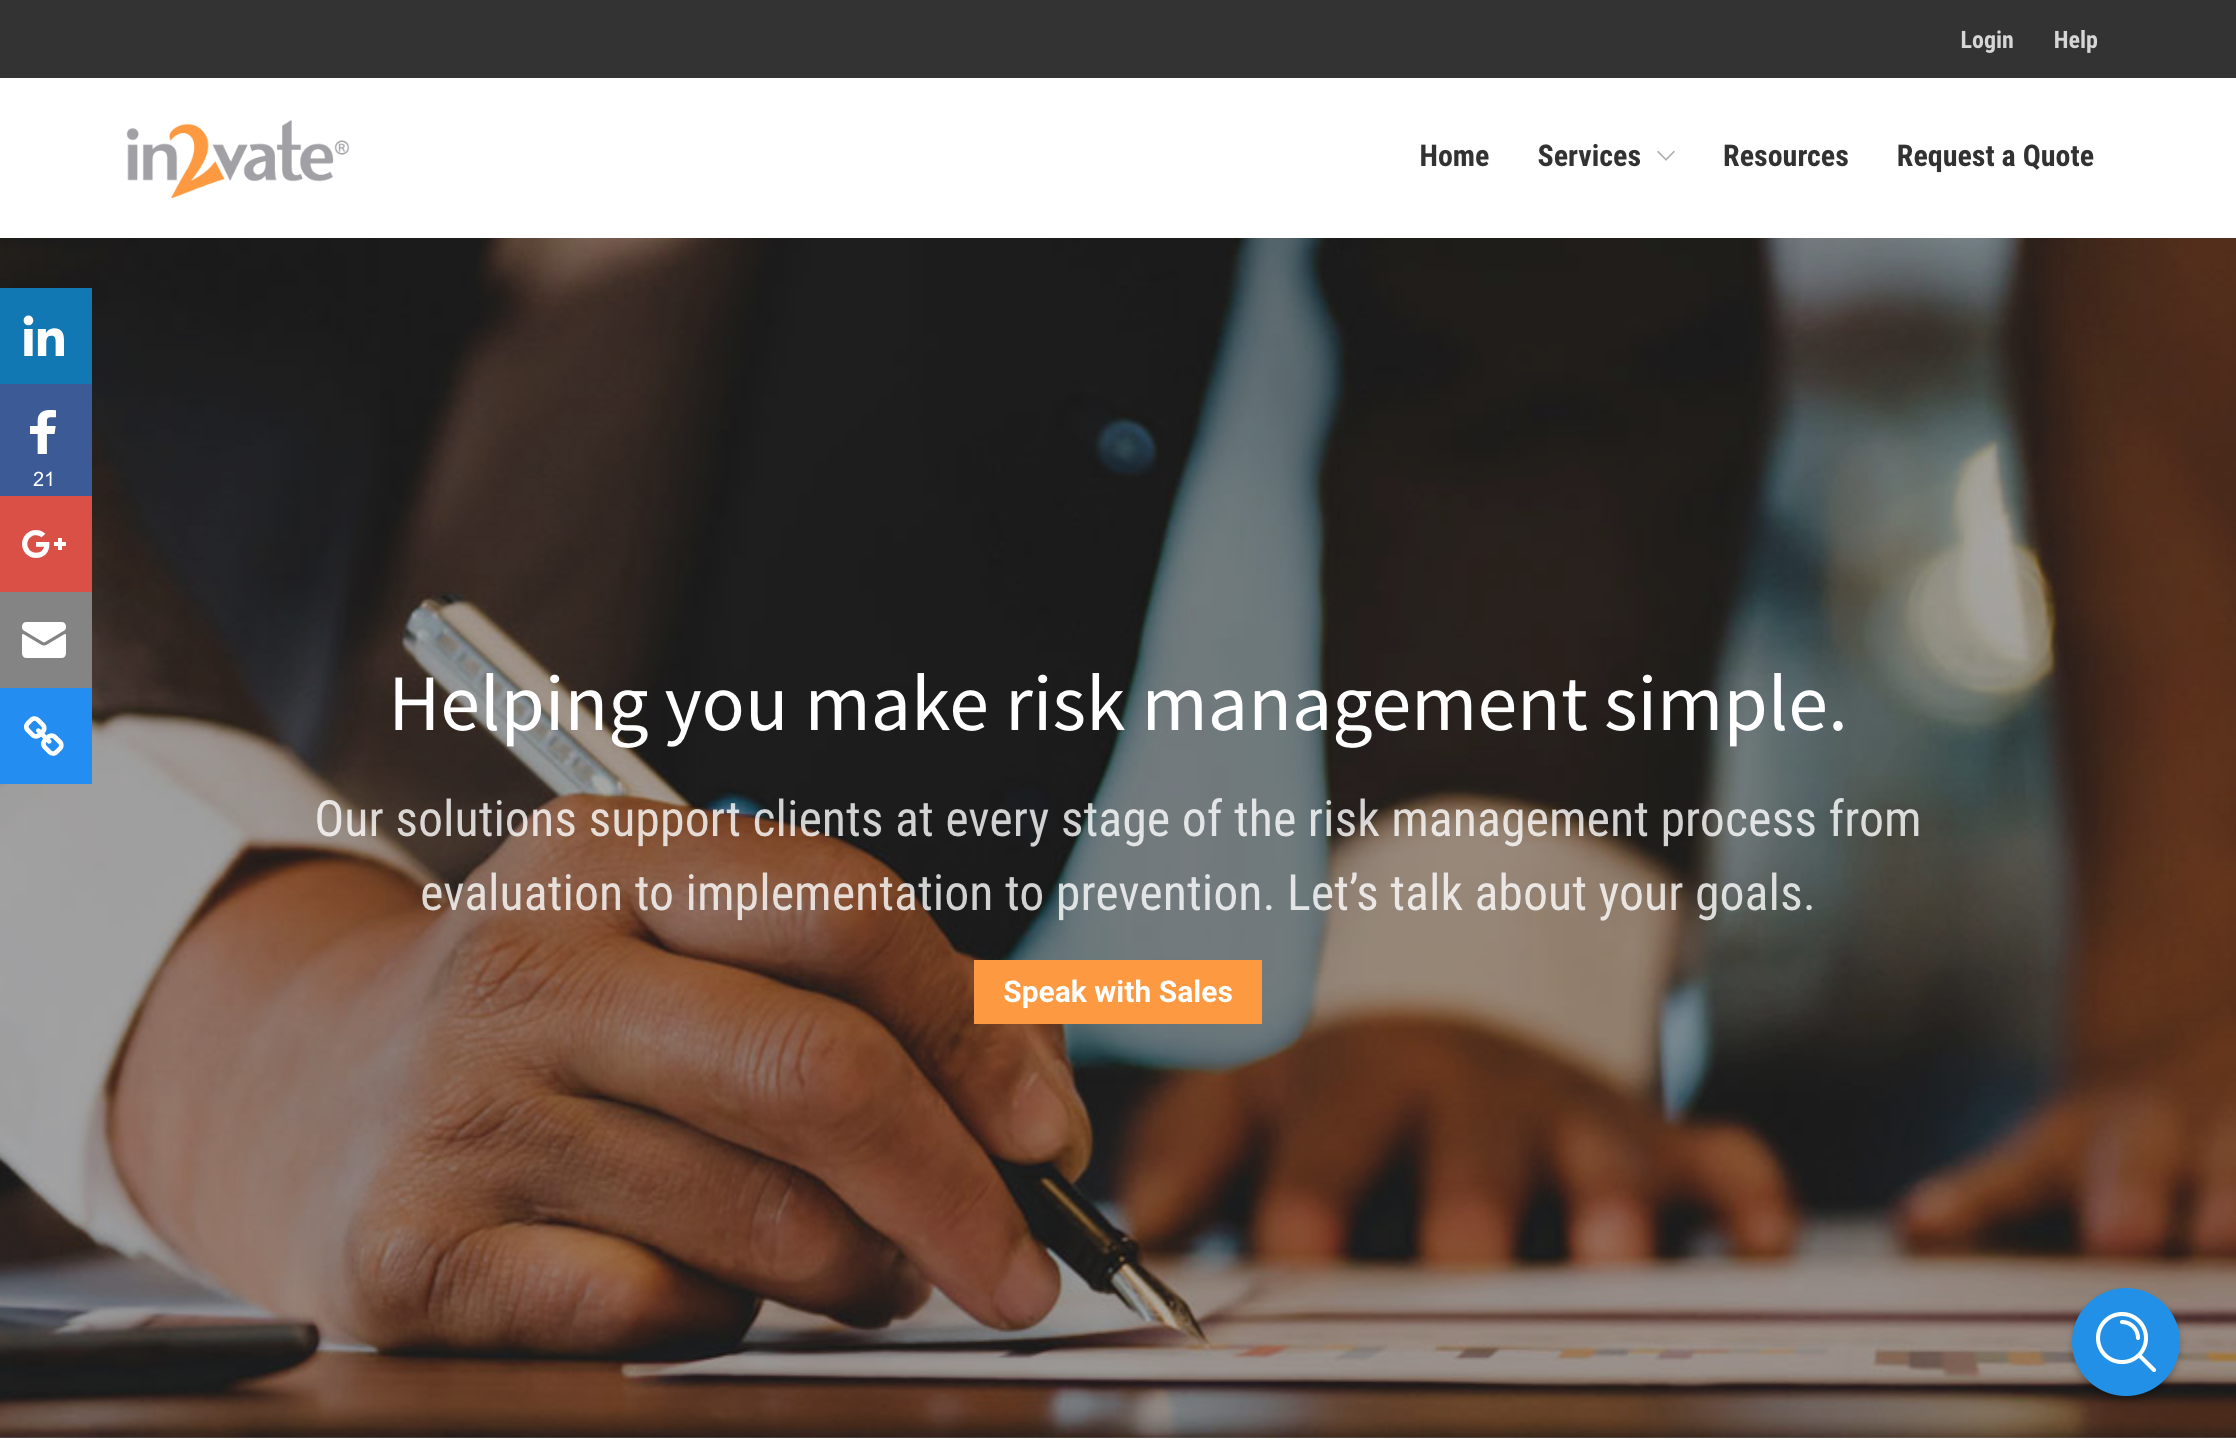 Login Help
in2vate®
Home Services Resources Request a Quote
in
f
21
G+
Helping you make risk management simple.
Our solutions support clients at every stage of the risk management process from
evaluation to implementation to prevention. Let’s talk about your goals.
Speak with Sales